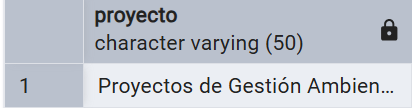 proyecto
character varying (50)
1 Proyectos de Gestión Ambien...